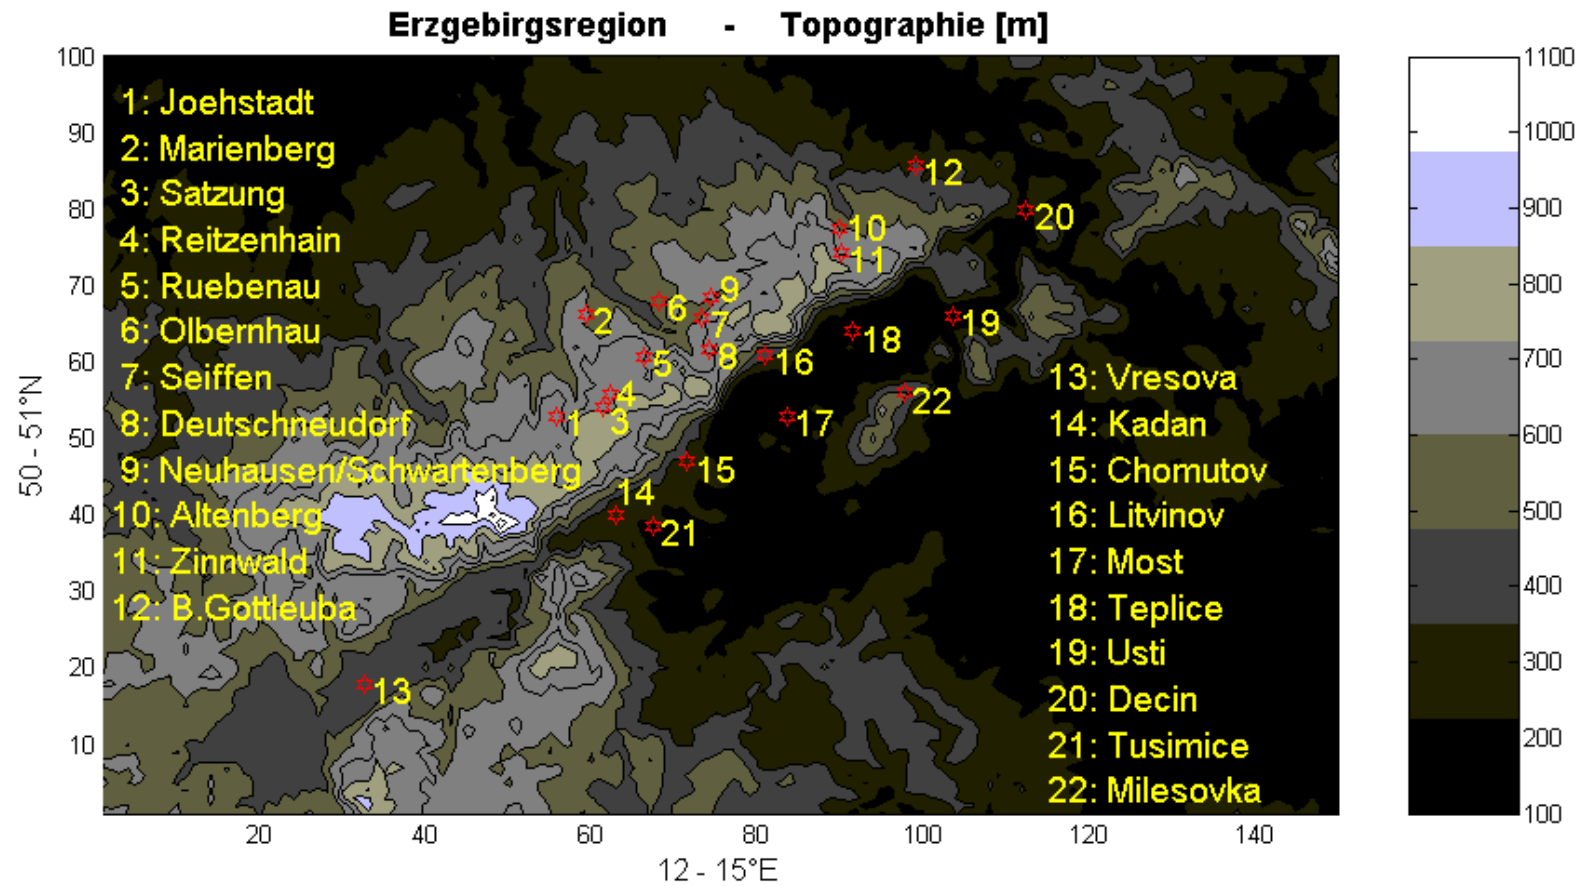 Erzgebirgsregion - Topographie [m]
100
90
80
70
60
50
40
30
20
10
50 - 51°N
20
40
60
80
100
120
140
12 - 15°E
1: Joehstadt
2: Marienberg
3: Satzung
4: Reitzenhain
5: Ruebenau
6: Olbernhau
7: Seiffen
8: Deutschneudorf
9: Neuhausen/Schwartenberg
10: Altenberg
11: Zinnwald
12: B.Gottleuba
13: Vresova
14: Kadan
15: Chomutov
16: Litvinov
17: Most
18: Teplice
19: Usti
20: Decin
21: Tusimice
22: Milesovka
12
20
10
11
9
6
7
2
19
18
8
16
5
4
22
1
3
17
15
14
21
13
1100
1000
900
800
700
600
500
400
300
200
100